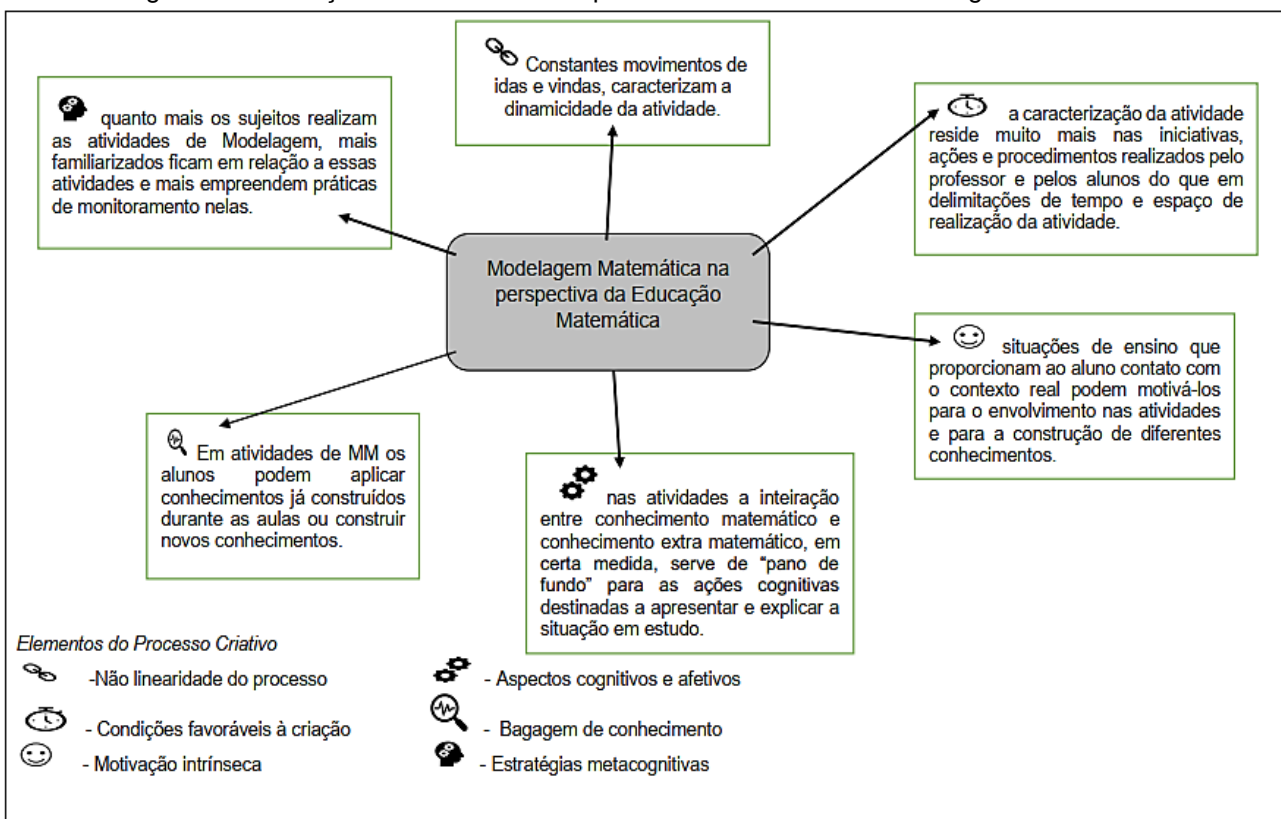 Constantes movimentos de
idas e vindas, caracterizam a
dinamicidade da atividade.
quanto mais os sujeitos realizam
as atividades de Modelagem, mais
familiarizados ficam em relação a essas
atividades e mais empreendem práticas
de monitoramento nelas.
a caracterização da atividade
reside muito mais nas iniciativas,
ações e procedimentos realizados pelo
professor e pelos alunos do que em
delimitações de tempo e espaço de
realização da atividade.
Modelagem Matemática na
perspectiva da Educação
Matemática
situações de ensino que
proporcionam ao aluno contato com
o contexto real podem motivá-los
para o envolvimento nas atividades
e para a construção de diferentes
conhecimentos.
Em atividades de MM os
alunos podem aplicar
conhecimentos já construídos
durante as aulas ou construir
novos conhecimentos.
nas atividades a inteiração
entre conhecimento matemático e
conhecimento extra matemático, em
certa medida, serve de “pano de
fundo” para as ações cognitivas
destinadas a apresentar e explicar a
situação em estudo.
Elementos do Processo Criativo
-Não linearidade do processo
- Condições favoráveis à criação
- Motivação intrínseca
- Aspectos cognitivos e afetivos
- Bagagem de conhecimento
- Estratégias metacognitivas